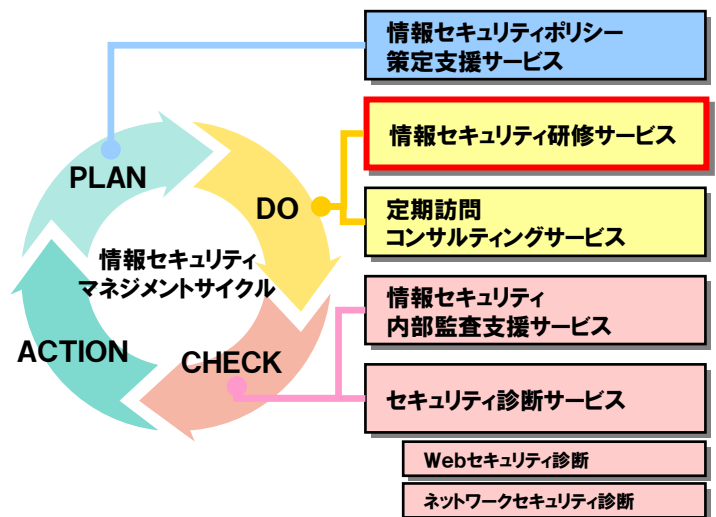 情報セキュリティポリシー
策定支援サービス
情報セキュリティ研修サービス
PLAN
DO
定期訪問
コンサルティングサービス
情報セキュリティ
マネジメントサイクル
情報セキュリティ
内部監査支援サービス
ACTION
CHECK
セキュリティ診断サービス
Webセキュリティ診断
ネットワークセキュリティ診断